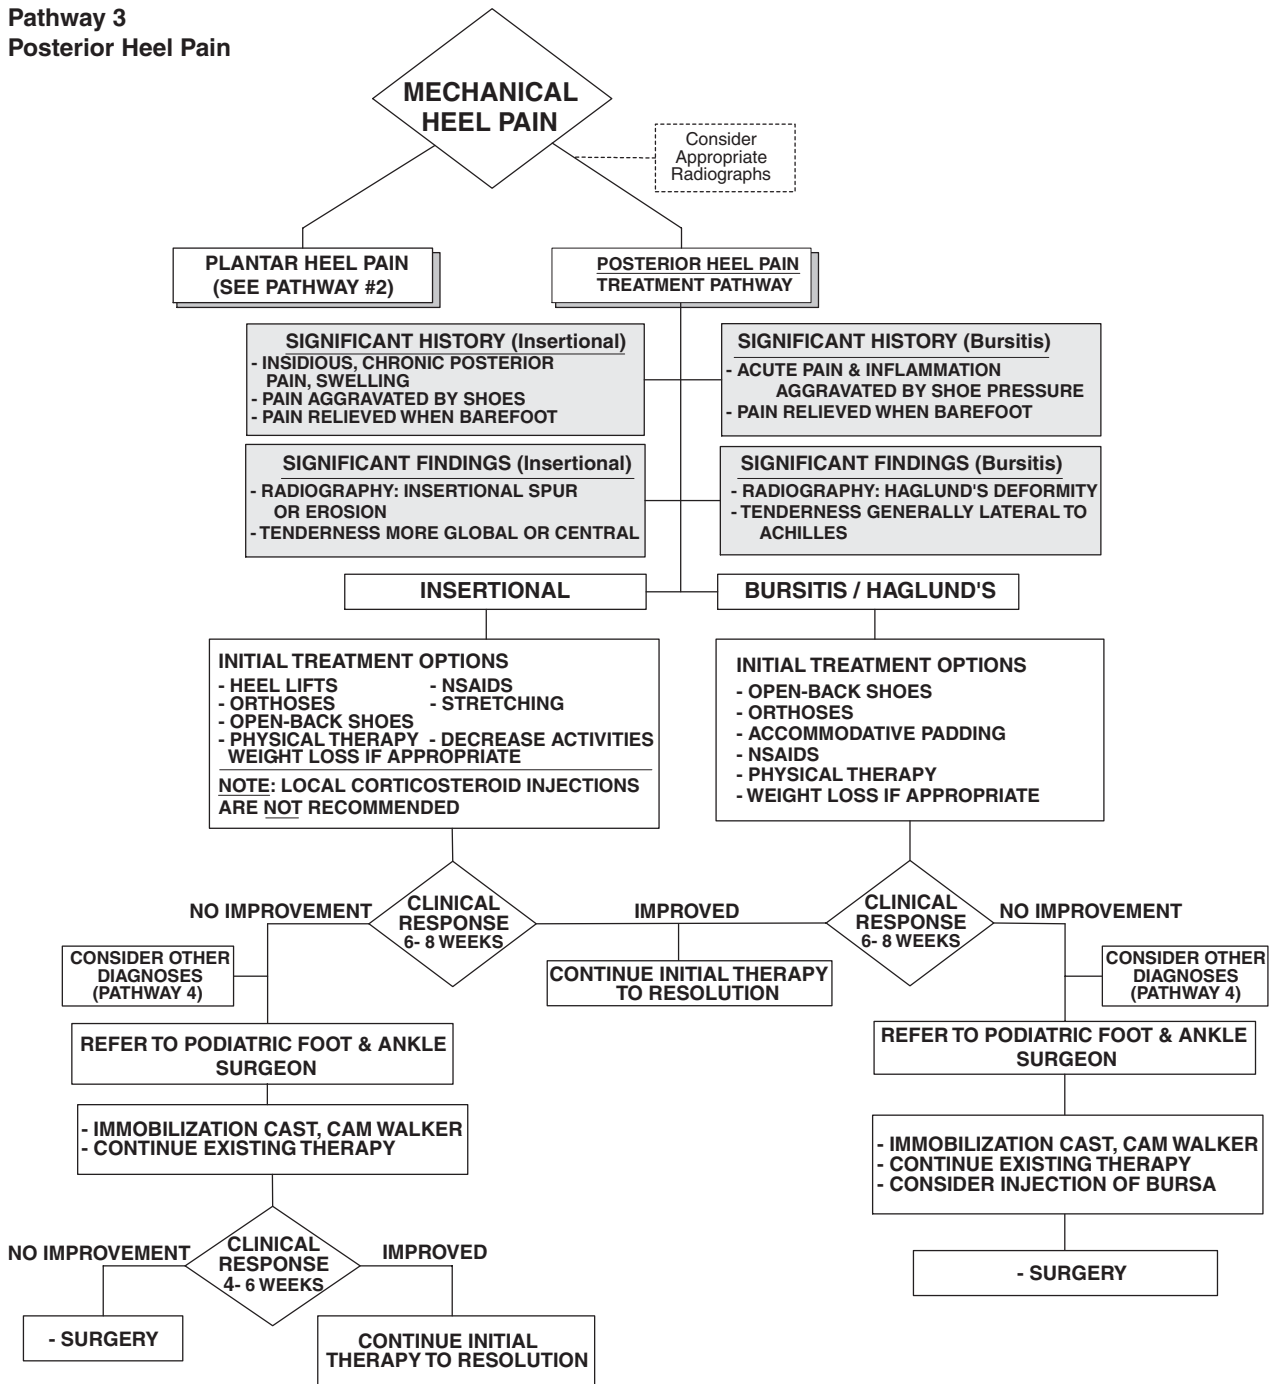 Pathway 3
Posterior Heel Pain
MECHANICAL
HEEL PAIN
Consider
Appropriate
Radiographs
PLANTAR HEEL PAIN
(SEE PATHWAY #2)
POSTERIOR HEEL PAIN
TREATMENT PATHWAY
SIGNIFICANT HISTORY (Insertional)
- INSIDIOUS, CHRONIC POSTERIOR
PAIN, SWELLING
- PAIN AGGRAVATED BY SHOES
- PAIN RELIEVED WHEN BAREFOOT
SIGNIFICANT HISTORY (Bursitis)
- ACUTE PAIN & INFLAMMATION
AGGRAVATED BY SHOE PRESSURE
- PAIN RELIEVED WHEN BAREFOOT
SIGNIFICANT FINDINGS (Insertional)
- RADIOGRAPHY: INSERTIONAL SPUR
OR EROSION
- TENDERNESS MORE GLOBAL OR CENTRAL
SIGNIFICANT FINDINGS (Bursitis)
- RADIOGRAPHY: HAGLUND'S DEFORMITY
- TENDERNESS GENERALLY LATERAL TO
ACHILLES
INSERTIONAL
BURSITIS / HAGLUND'S
INITIAL TREATMENT OPTIONS
- HEEL LIFTS - NSAIDS
- ORTHOSES - STRETCHING
- OPEN-BACK SHOES
- PHYSICAL THERAPY - DECREASE ACTIVITIES
WEIGHT LOSS IF APPROPRIATE
NOTE: LOCAL CORTICOSTEROID INJECTIONS
ARE NOT RECOMMENDED
INITIAL TREATMENT OPTIONS
- OPEN-BACK SHOES
- ORTHOSES
- ACCOMMODATIVE PADDING
- NSAIDS
- PHYSICAL THERAPY
- WEIGHT LOSS IF APPROPRIATE
NO IMPROVEMENT
CLINICAL
RESPONSE
6- 8 WEEKS
IMPROVED
CLINICAL
RESPONSE
6- 8 WEEKS
NO IMPROVEMENT
CONSIDER OTHER
DIAGNOSES
(PATHWAY 4)
CONTINUE INITIAL THERAPY
TO RESOLUTION
CONSIDER OTHER
DIAGNOSES
(PATHWAY 4)
REFER TO PODIATRIC FOOT & ANKLE
SURGEON
REFER TO PODIATRIC FOOT & ANKLE
SURGEON
- IMMOBILIZATION CAST, CAM WALKER
- CONTINUE EXISTING THERAPY
- IMMOBILIZATION CAST, CAM WALKER
- CONTINUE EXISTING THERAPY
- CONSIDER INJECTION OF BURSA
NO IMPROVEMENT
CLINICAL
RESPONSE
4- 6 WEEKS
IMPROVED
- SURGERY
- SURGERY
CONTINUE INITIAL
THERAPY TO RESOLUTION